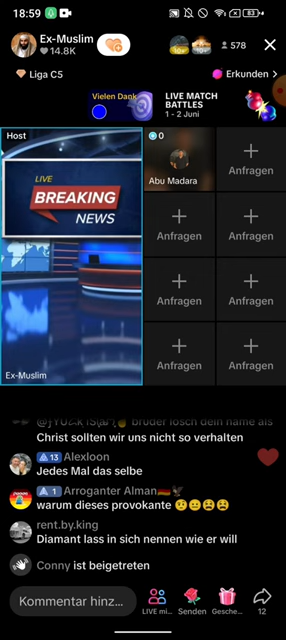 18:59
83
Ex-Muslim
14.8K
578
Liga C5
Erkunden >
Vielen Dank
LIVE MATCH
BATTLES
1 - 2 Juni
Host
LIVE
BREAKING
NEWS
Ex-Muslim
0
Abu Madara
Anfragen
Anfragen
Anfragen
Anfragen
Anfragen
Anfragen
Anfragen
bruder lösch dein name als
Christ sollten wir uns nicht so verhalten
13 Alexloon
Jedes Mal das selbe
1 Arroganter Alman🇩🇪🦅
warum dieses provokante
rent.by.king
Diamant lass in sich nennen wie er will
Conny ist beigetreten
Kommentar hinz...
LIVE mi...
Senden
Gesche...
12